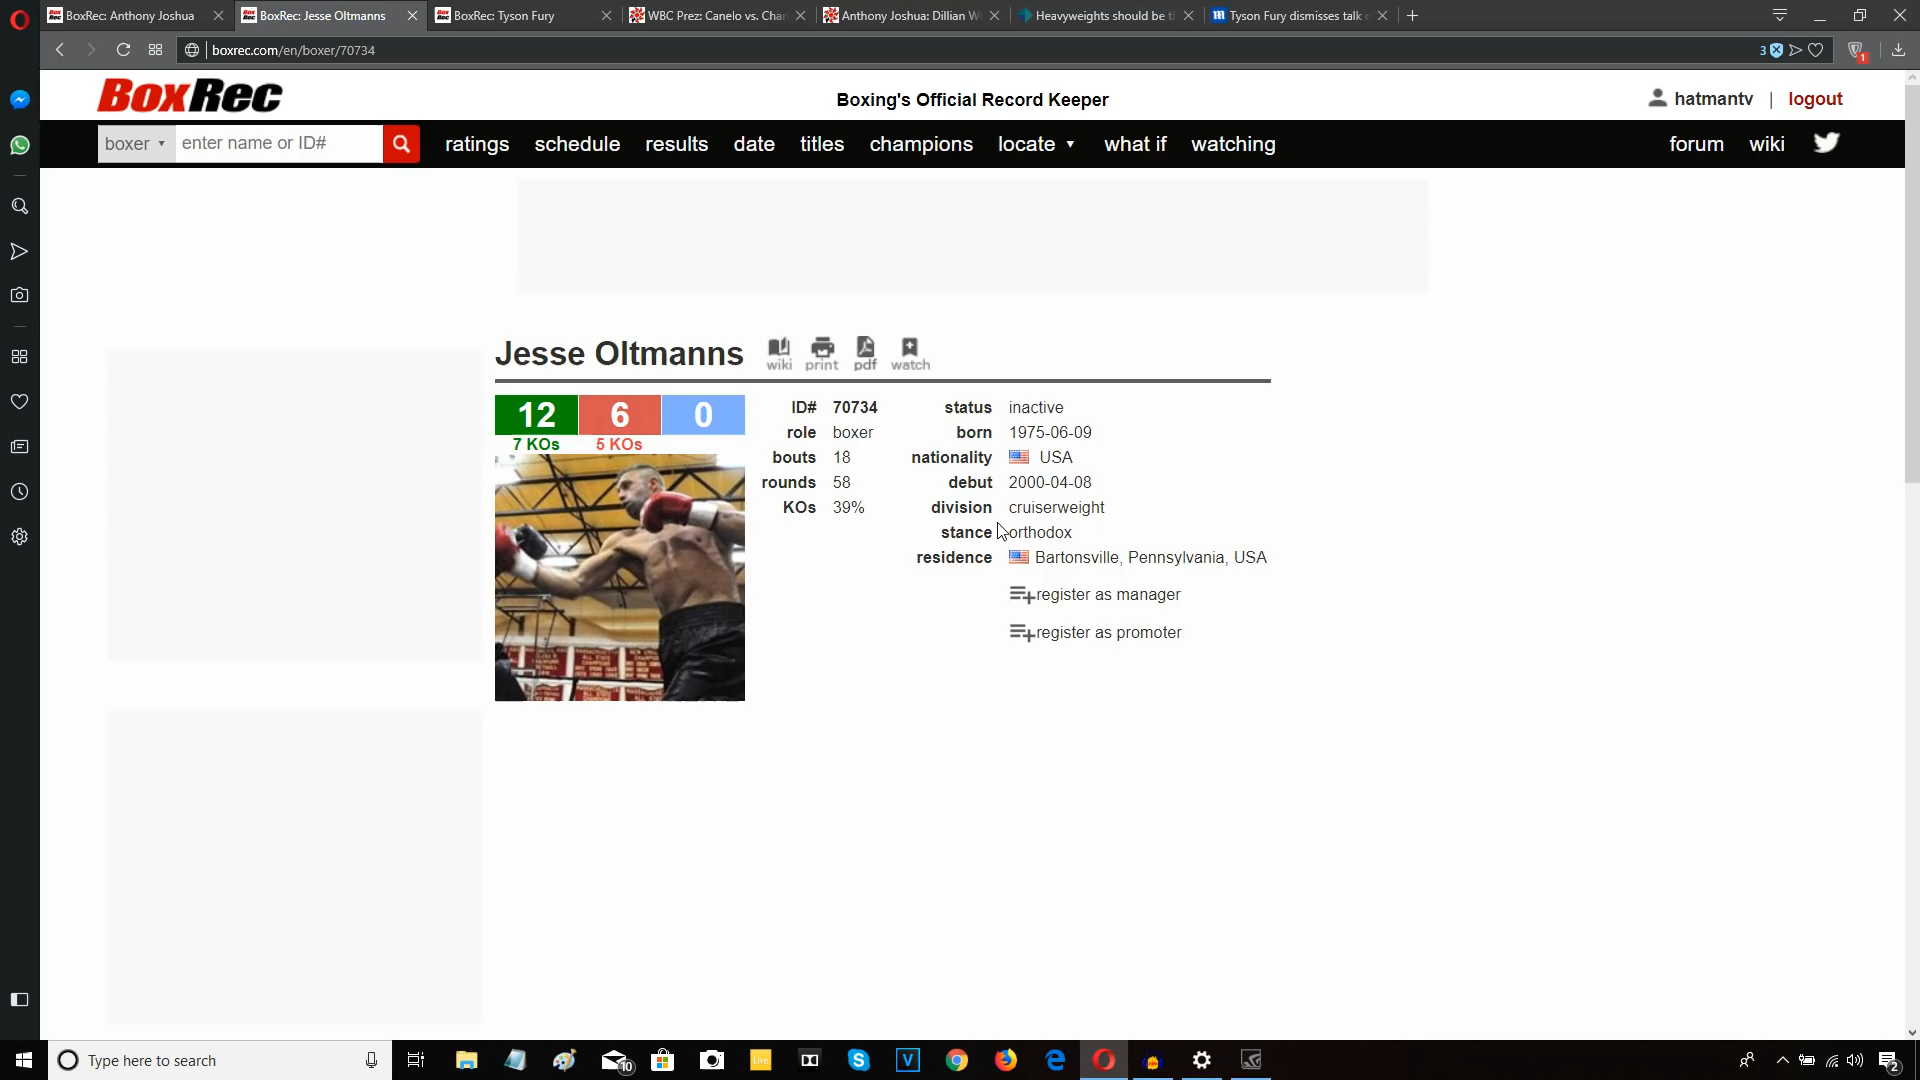 BoxRec: Anthony Joshua
BoxRec: Jesse Oltmanns
BoxRec: Tyson Fury
WBC Prez: Canelo vs. Cha
Anthony Joshua: Dillian W
Heavyweights should be t
Tyson Fury dismisses talk
boxrec.com/en/boxer/70734
3
1
BoxRec
Boxing's Official Record Keeper
hatmantv | logout
boxer
enter name or ID#
ratings
schedule
results
date
titles
champions
locate
what if
watching
forum
wiki
Jesse Oltmanns
wiki
print
pdf
watch
12 6 0
7 KOs 5 KOs
ID# 70734
role boxer
bouts 18
rounds 58
KOs 39%
status inactive
born 1975-06-09
nationality USA
debut 2000-04-08
division cruiserweight
stance orthodox
residence Bartonsville, Pennsylvania, USA
register as manager
register as promoter
Type here to search
10
Live
V
2